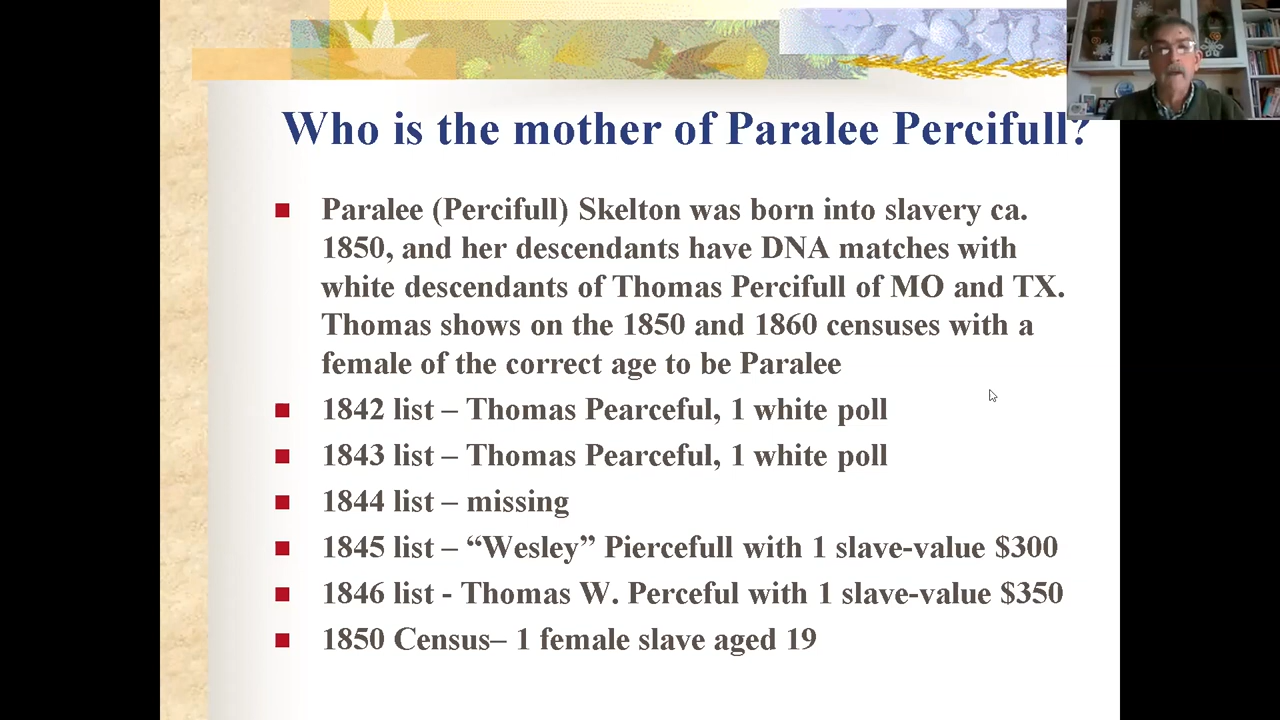 Who is the mother of Paralee Percifull?
Paralee (Percifull) Skelton was born into slavery ca.
1850, and her descendants have DNA matches with
white descendants of Thomas Percifull of MO and TX.
Thomas shows on the 1850 and 1860 censuses with a
female of the correct age to be Paralee
1842 list – Thomas Pearceful, 1 white poll
1843 list – Thomas Pearceful, 1 white poll
1844 list – missing
1845 list – “Wesley” Piercefull with 1 slave-value $300
1846 list - Thomas W. Perceful with 1 slave-value $350
1850 Census– 1 female slave aged 19